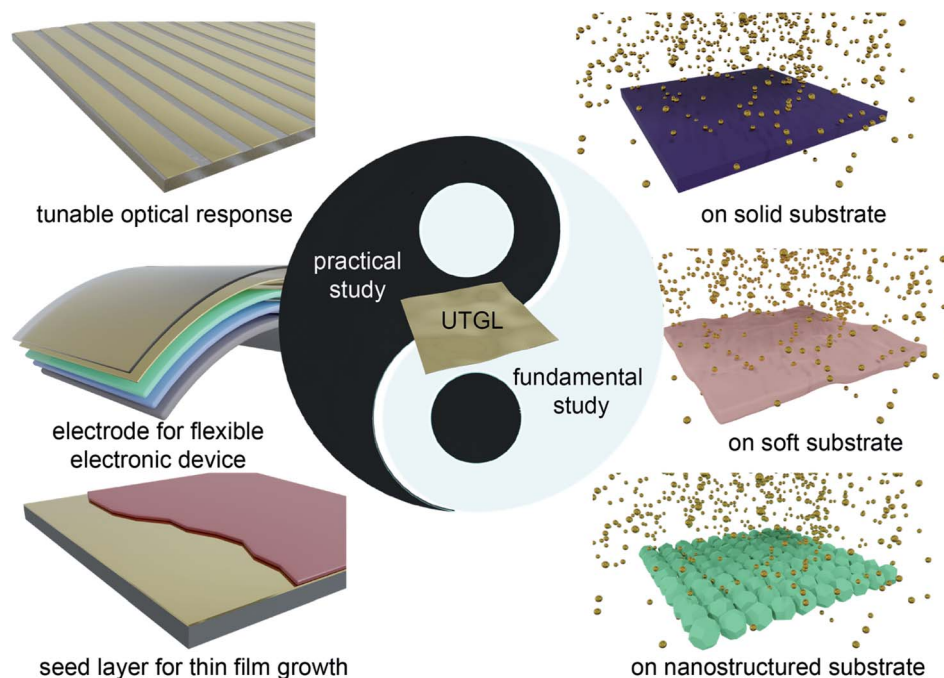 tunable optical response
on solid substrate
practical
study
UTGL
fundamental
study
electrode for flexible
electronic device
on soft substrate
seed layer for thin film growth
on nanostructured substrate